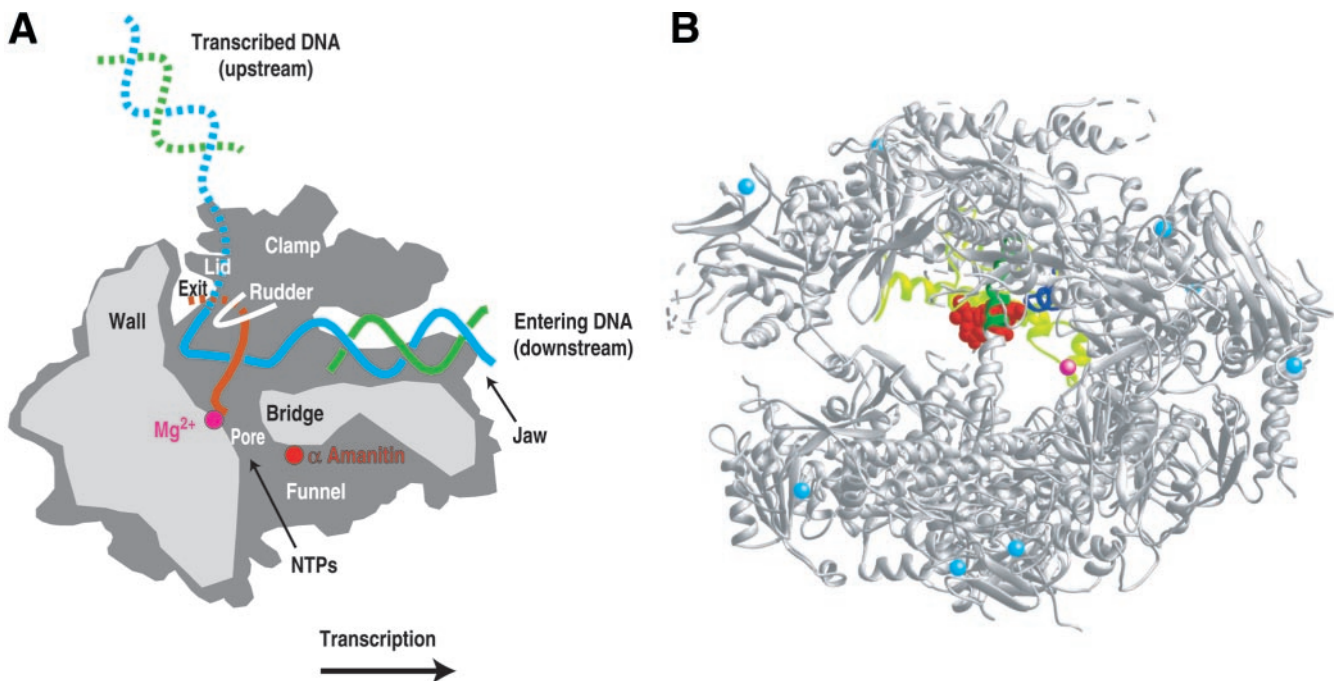 A
Transcribed DNA
(upstream)
Clamp
Lid
Exit
Rudder
Wall
Entering DNA
(downstream)
Bridge
Mg2+
Pore
α Amanitin
Jaw
Funnel
NTPs
Transcription
B